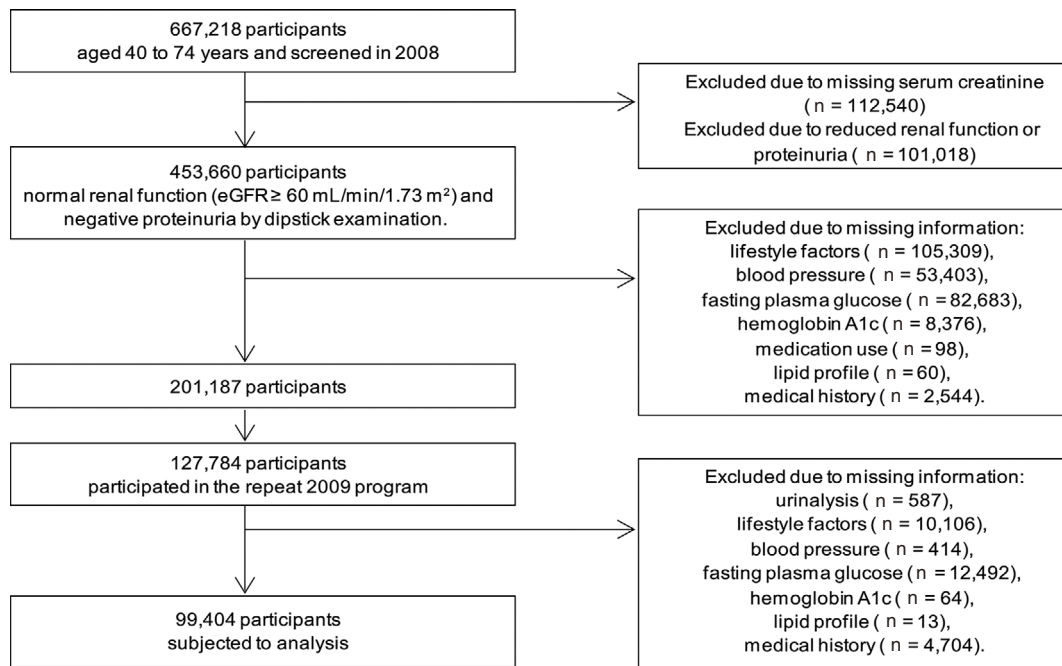 667,218 participants
aged 40 to 74 years and screened in 2008
Excluded due to missing serum creatinine
( n = 112,540)
Excluded due to reduced renal function or
proteinuria ( n = 101,018)
453,660 participants
normal renal function (eGFR ≥ 60 mL/min/1.73 m²) and
negative proteinuria by dipstick examination.
Excluded due to missing information:
lifestyle factors ( n = 105,309),
blood pressure ( n = 53,403),
fasting plasma glucose ( n = 82,683),
hemoglobin A1c ( n = 8,376),
medication use ( n = 98),
lipid profile ( n = 60),
medical history ( n = 2,544).
201,187 participants
127,784 participants
participated in the repeat 2009 program
Excluded due to missing information:
urinalysis ( n = 587),
lifestyle factors ( n = 10,106),
blood pressure ( n = 414),
fasting plasma glucose ( n = 12,492),
hemoglobin A1c ( n = 64),
lipid profile ( n = 13),
medical history ( n = 4,704).
99,404 participants
subjected to analysis